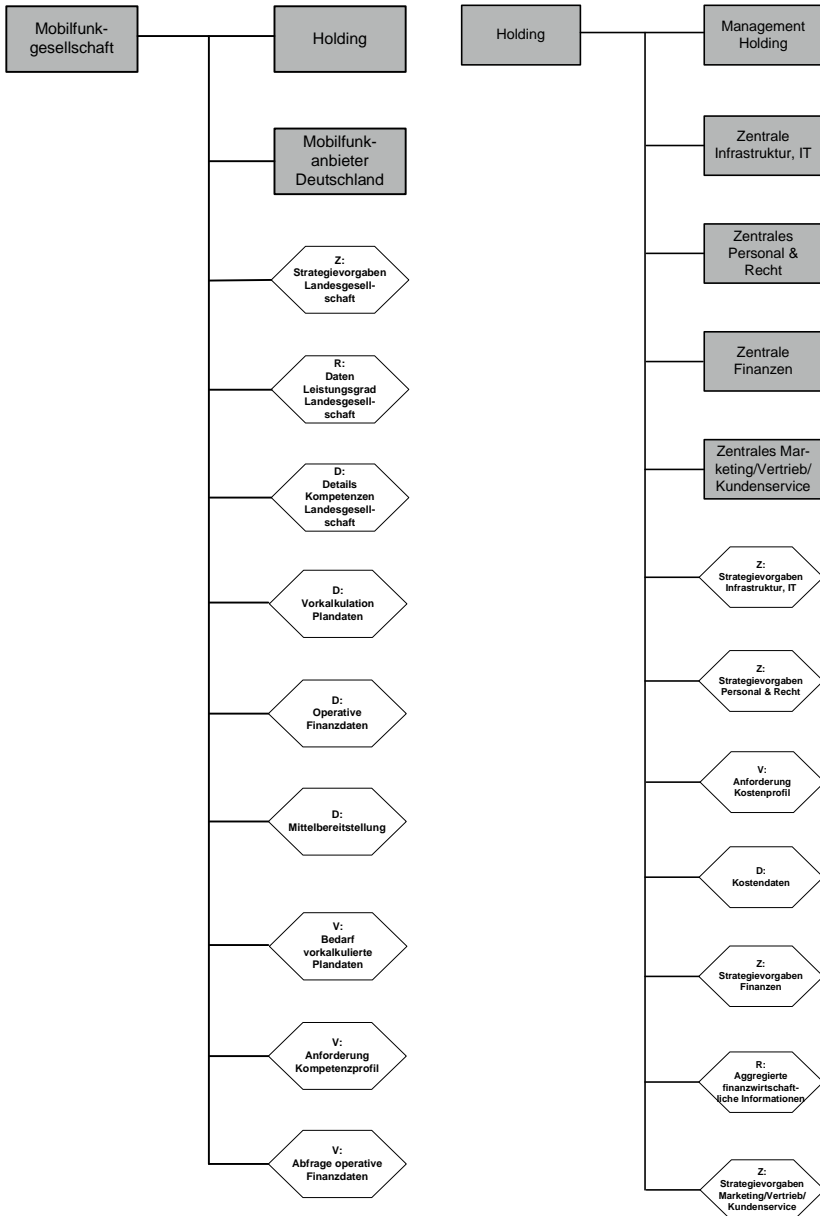 Mobilfunk-
gesellschaft
Holding
Mobilfunk-
anbieter
Deutschland
Z:
Strategievorgaben
Landesgesell-
schaft
R:
Daten
Leistungsgrad
Landesgesell-
schaft
D:
Details
Kompetenzen
Landesgesell-
schaft
D:
Vorkalkulation
Plandaten
D:
Operative
Finanzdaten
D:
Mittelbereitstellung
V:
Bedarf
vorkalkulierte
Plandaten
V:
Anforderung
Kompetenzprofil
V:
Abfrage operative
Finanzdaten
Holding
Management
Holding
Zentrale
Infrastruktur, IT
Zentrales
Personal &
Recht
Zentrale
Finanzen
Zentrales Mar-
keting/Vertrieb/
Kundenservice
Z:
Strategievorgaben
Infrastruktur, IT
Z:
Strategievorgaben
Personal & Recht
V:
Anforderung
Kostenprofil
D:
Kostendaten
Z:
Strategievorgaben
Finanzen
R:
Aggregierte
finanzwirtschaft-
liche Informationen
Z:
Strategievorgaben
Marketing/Vertrieb/
Kundenservice